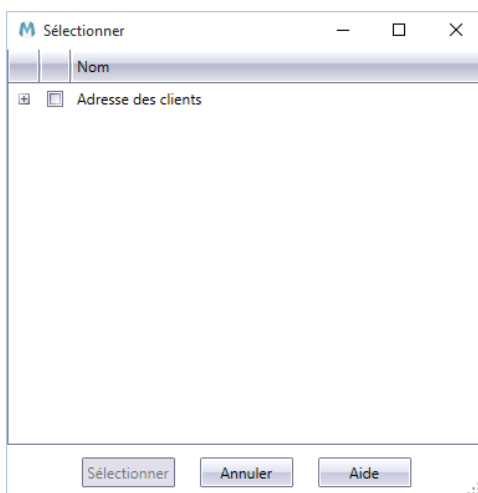 Sélectionner
Nom
Adresse des clients
Sélectionner Annuler Aide